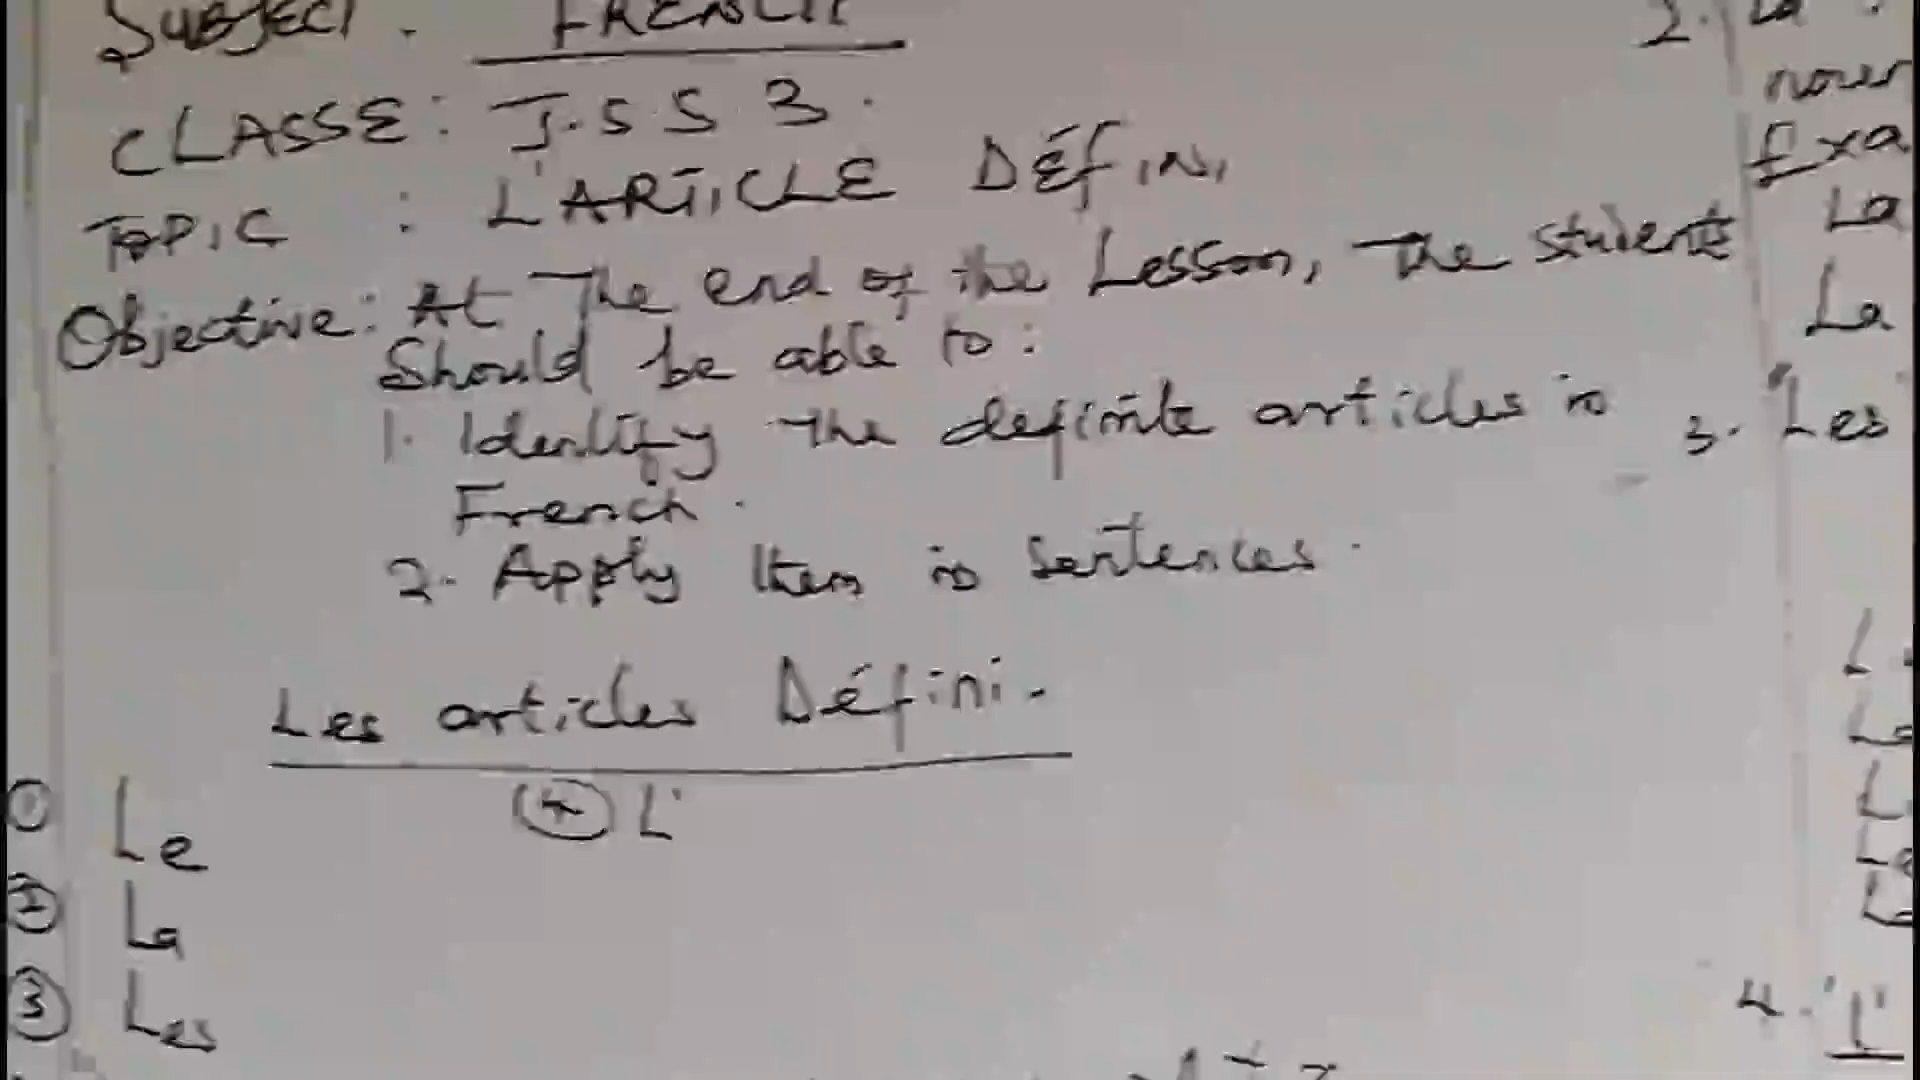 SUBJECT. FRENCH
CLASSE: J.S S 3.
TOPIC : L'ARTICLE DÉFINI
Objective: At The end of the Lesson, The students
Should be able to:
1. Identify the definite articles in
French.
2. Apply them in sentences.
Les articles Défini.
① Le
④ L'
② La
③ Les
2. La
Exa
La
La
3. "Les
4. 'L'